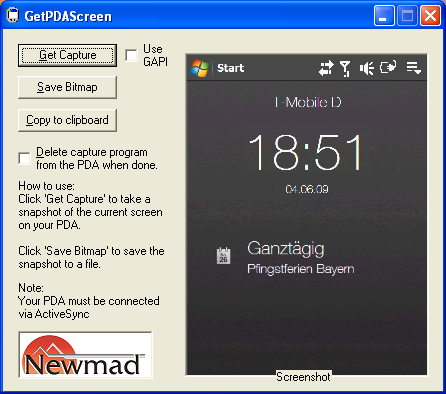 GetPDAScreen
Get Capture
Use
GAPI
Save Bitmap
Copy to clipboard
Delete capture program
from the PDA when done.
How to use:
Click 'Get Capture' to take a
snapshot of the current screen
on your PDA.
Click 'Save Bitmap' to save the
snapshot to a file.
Note:
Your PDA must be connected
via ActiveSync
Newmad
Start
T-Mobile D
18:51
04.06.09
26
Ganztägig
Pfingstferien Bayern
Screenshot